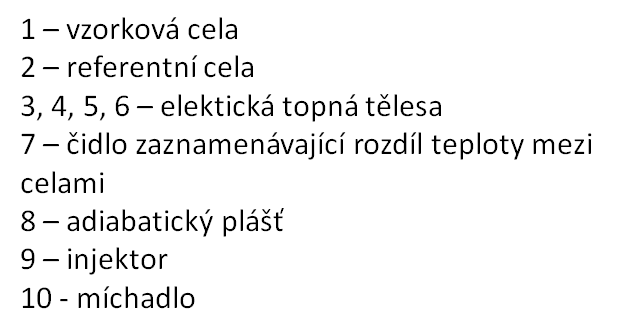 1 – vzorková cela
2 – referentní cela
3, 4, 5, 6 – elektická topná tělesa
7 – čidlo zaznamenávající rozdíl teploty mezi
celami
8 – adiabatický plášť
9 – injektor
10 - míchadlo